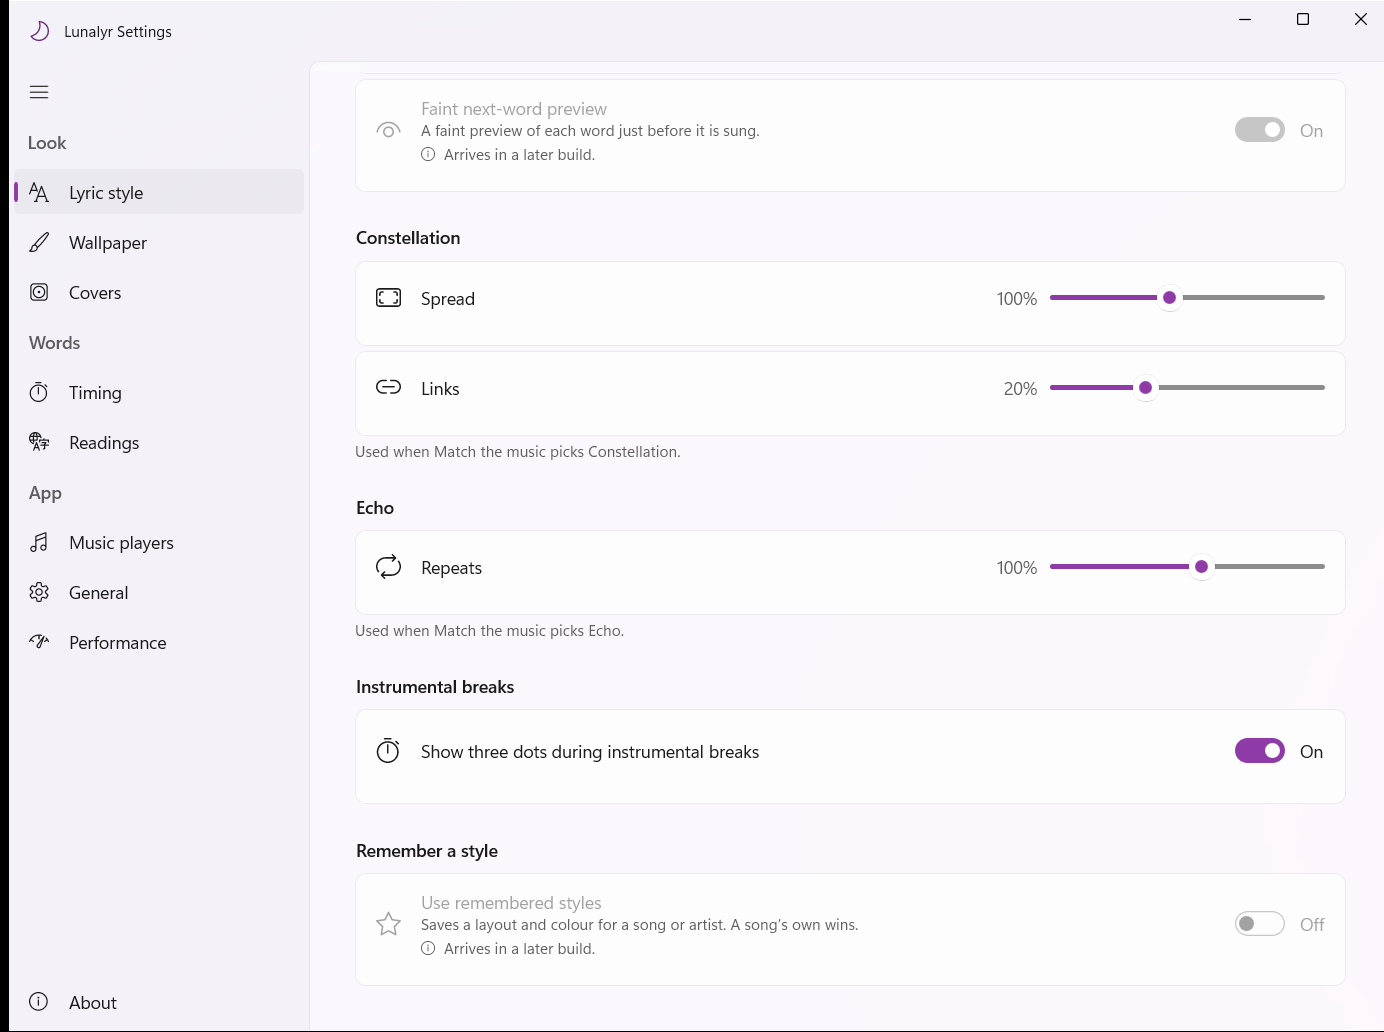 Lunalyr Settings
Look
Lyric style
Wallpaper
Covers
Words
Timing
Readings
App
Music players
General
Performance
About
Faint next-word preview
A faint preview of each word just before it is sung.
Arrives in a later build.
On
Constellation
Spread
100%
Links
20%
Used when Match the music picks Constellation.
Echo
Repeats
100%
Used when Match the music picks Echo.
Instrumental breaks
Show three dots during instrumental breaks
On
Remember a style
Use remembered styles
Saves a layout and colour for a song or artist. A song’s own wins.
Arrives in a later build.
Off